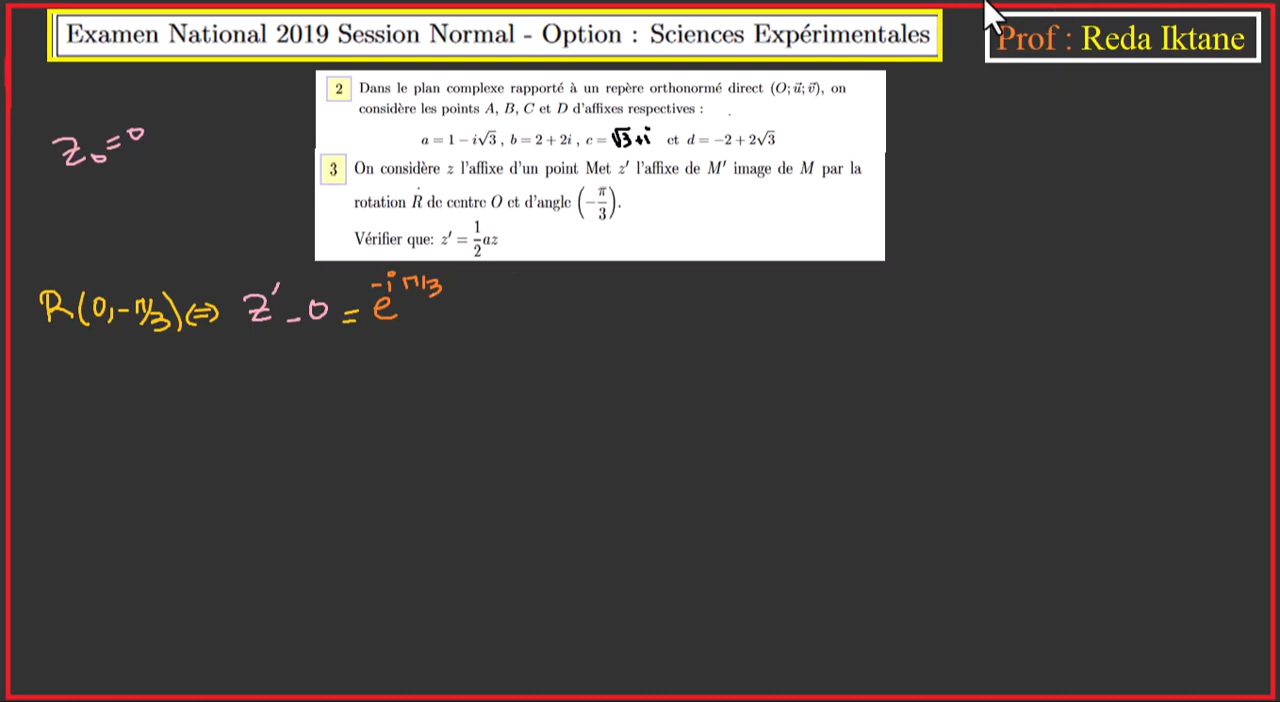 Examen National 2019 Session Normal - Option : Sciences Expérimentales
Prof : Reda Iktane
2 Dans le plan complexe rapporté à un repère orthonormé direct (O; u⃗; v⃗), on
considère les points A, B, C et D d'affixes respectives :
a = 1 − i√3 , b = 2 + 2i , c = √3+i et d = −2 + 2√3
3 On considère z l'affixe d'un point Met z′ l'affixe de M′ image de M par la
rotation R de centre O et d'angle (−π/3).
Vérifier que: z′ = 1/2 az
z₀=0
R(0,-π/3) ⇔ z′ - 0 = e^-iπ/3